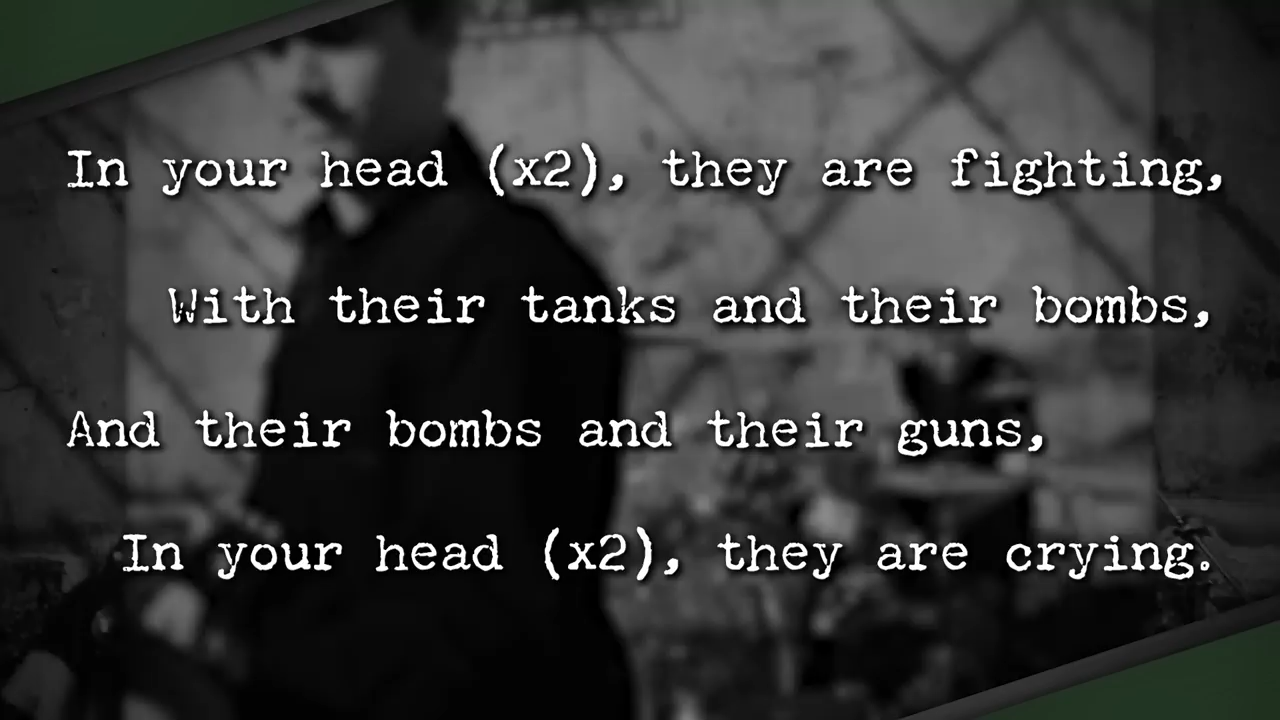 In your head (x2), they are fighting,
With their tanks and their bombs,
And their bombs and their guns,
In your head (x2), they are crying.